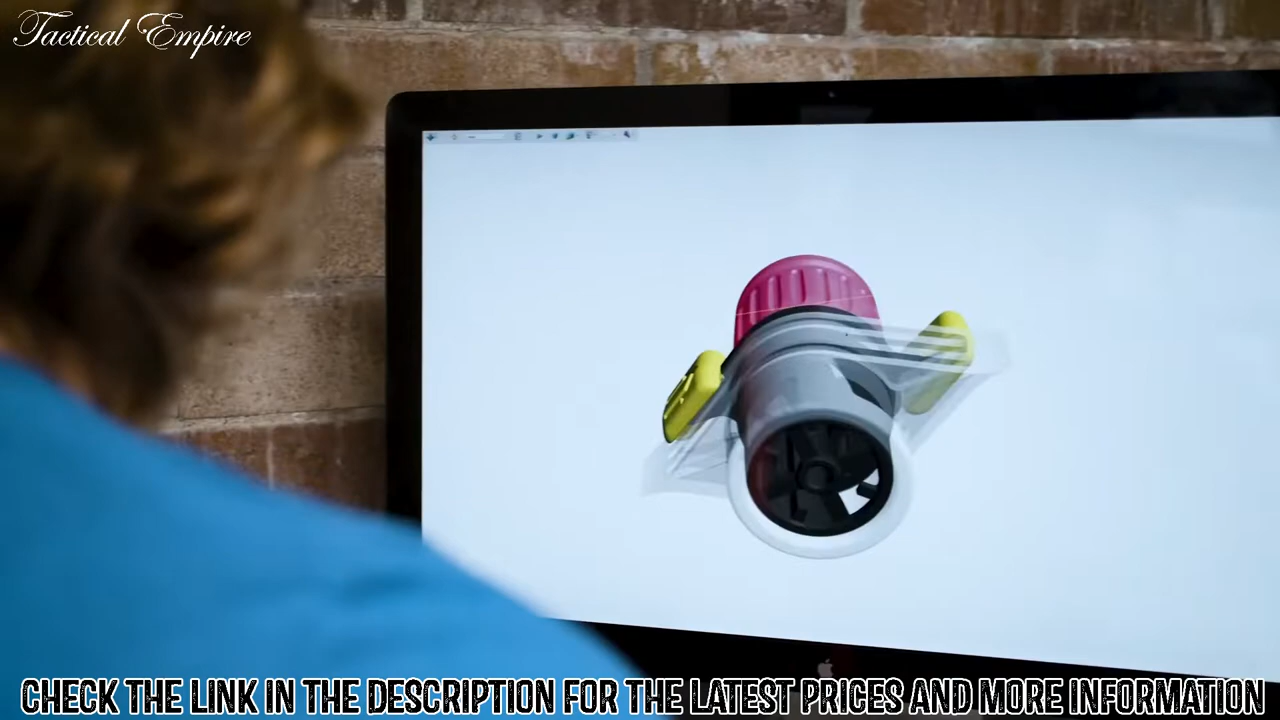 Tactical Empire
CHECK THE LINK IN THE DESCRIPTION FOR THE LATEST PRICES AND MORE INFORMATION